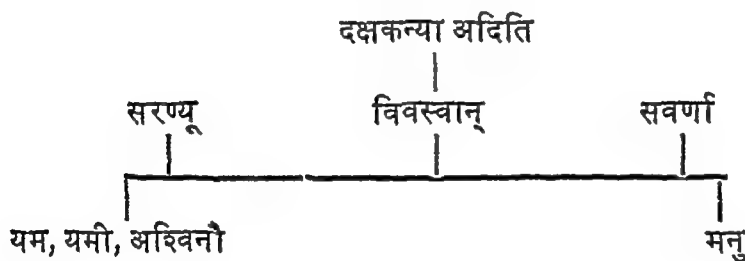 दक्षकन्या अदिति
सरण्यू विवस्वान् सवर्णा
यम, यमी, अश्विनौ मनु